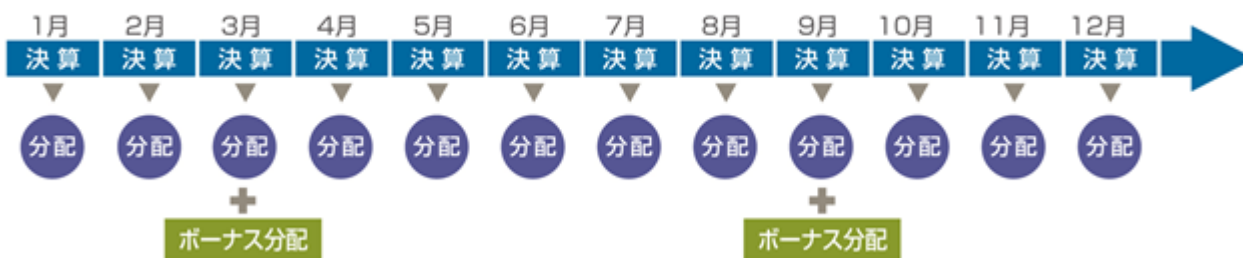 1月 2月 3月 4月 5月 6月 7月 8月 9月 10月 11月 12月
決算 決算 決算 決算 決算 決算 決算 決算 決算 決算 決算 決算
分配 分配 分配 分配 分配 分配 分配 分配 分配 分配 分配 分配
ボーナス分配 ボーナス分配